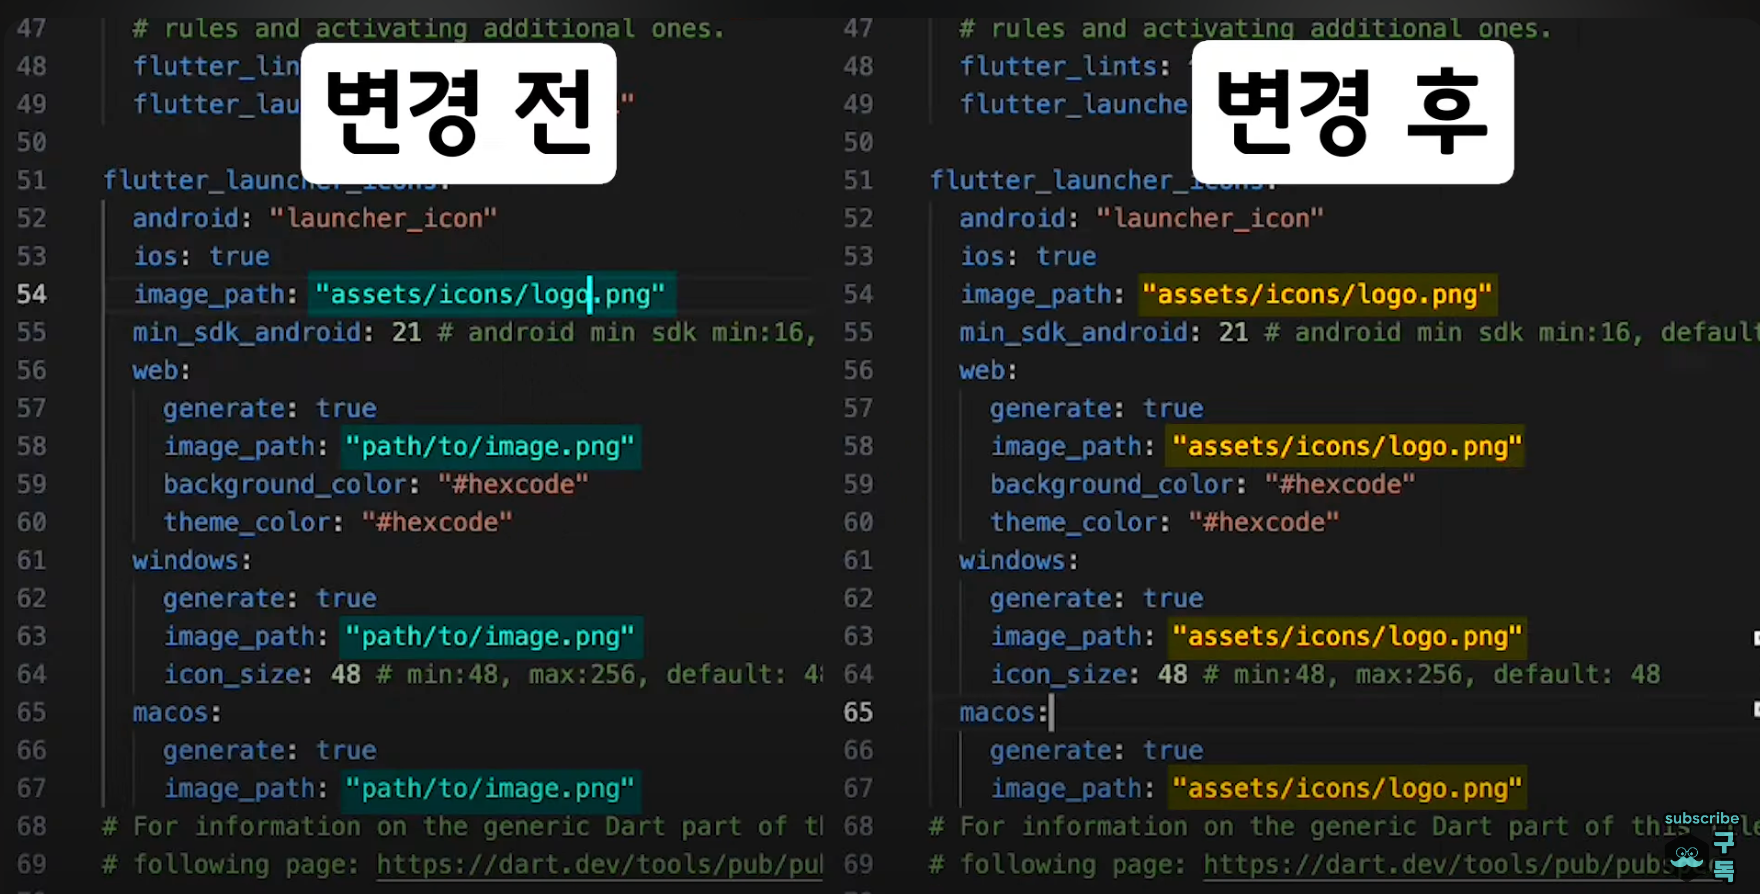 변경 전
47 # rules and activating additional ones.
48 flutter_lin
49 flutter_lau "
50
51 flutter_launcher_icons:
52 android: "launcher_icon"
53 ios: true
54 image_path: "assets/icons/logo.png"
55 min_sdk_android: 21 # android min sdk min:16,
56 web:
57 generate: true
58 image_path: "path/to/image.png"
59 background_color: "#hexcode"
60 theme_color: "#hexcode"
61 windows:
62 generate: true
63 image_path: "path/to/image.png"
64 icon_size: 48 # min:48, max:256, default: 48
65 macos:
66 generate: true
67 image_path: "path/to/image.png"
68 # For information on the generic Dart part of t
69 # following page: https://dart.dev/tools/pub/pu
변경 후
47 # rules and activating additional ones.
48 flutter_lints:
49 flutter_launche
50
51 flutter_launcher_icons:
52 android: "launcher_icon"
53 ios: true
54 image_path: "assets/icons/logo.png"
55 min_sdk_android: 21 # android min sdk min:16, default
56 web:
57 generate: true
58 image_path: "assets/icons/logo.png"
59 background_color: "#hexcode"
60 theme_color: "#hexcode"
61 windows:
62 generate: true
63 image_path: "assets/icons/logo.png"
64 icon_size: 48 # min:48, max:256, default: 48
65 macos:
66 generate: true
67 image_path: "assets/icons/logo.png"
68 # For information on the generic Dart part of this file
69 # following page: https://dart.dev/tools/pub/pubs
subscribe
구독